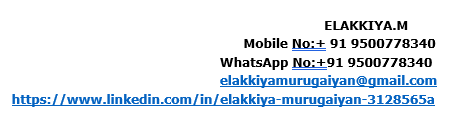 ELAKKIYA.M
Mobile No:+ 91 9500778340
WhatsApp No:+91 9500778340
elakkiyamurugaiyan@gmail.com
https://www.linkedin.com/in/elakkiya-murugaiyan-3128565a